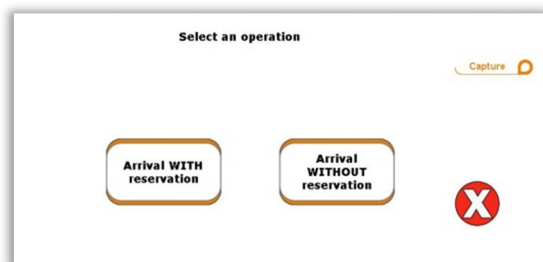 Select an operation
Capture
Arrival WITH
reservation
Arrival
WITHOUT
reservation
X